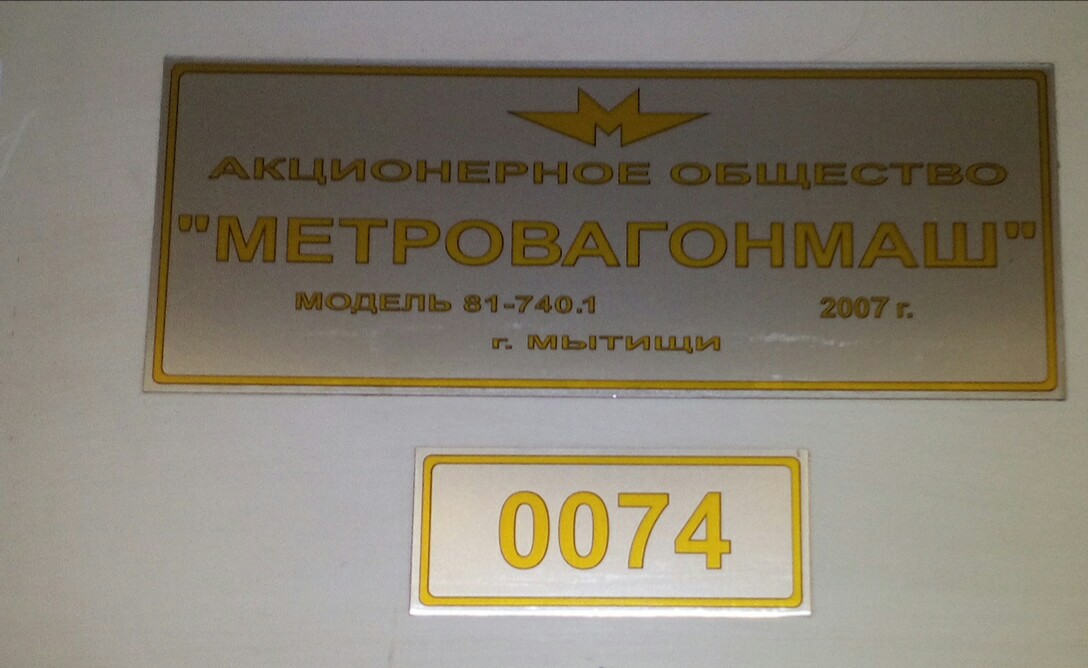 АКЦИОНЕРНОЕ ОБЩЕСТВО
"МЕТРОВАГОНМАШ"
МОДЕЛЬ 81-740.1 2007 г.
г. МЫТИЩИ
0074